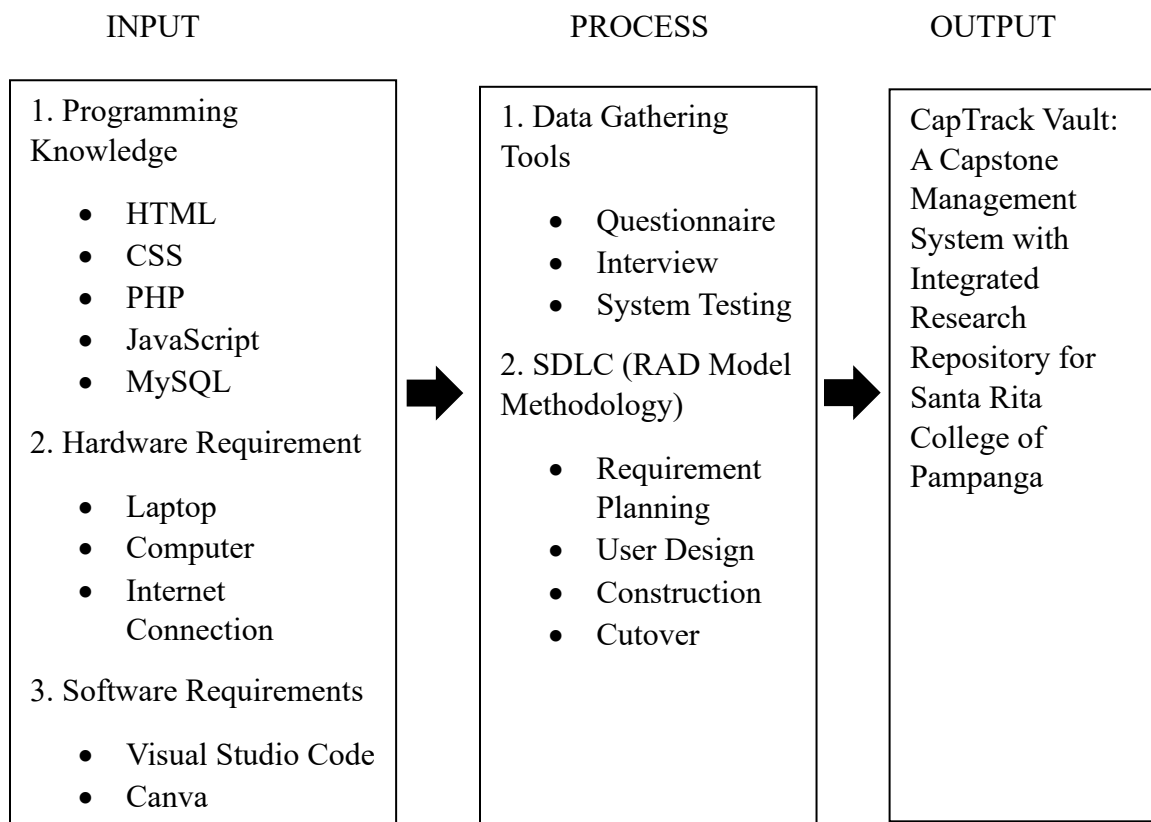 INPUT
PROCESS
OUTPUT
1. Programming
Knowledge
• HTML
• CSS
• PHP
• JavaScript
• MySQL
2. Hardware Requirement
• Laptop
• Computer
• Internet
Connection
3. Software Requirements
• Visual Studio Code
• Canva
1. Data Gathering
Tools
• Questionnaire
• Interview
• System Testing
2. SDLC (RAD Model
Methodology)
• Requirement
Planning
• User Design
• Construction
• Cutover
CapTrack Vault:
A Capstone
Management
System with
Integrated
Research
Repository for
Santa Rita
College of
Pampanga